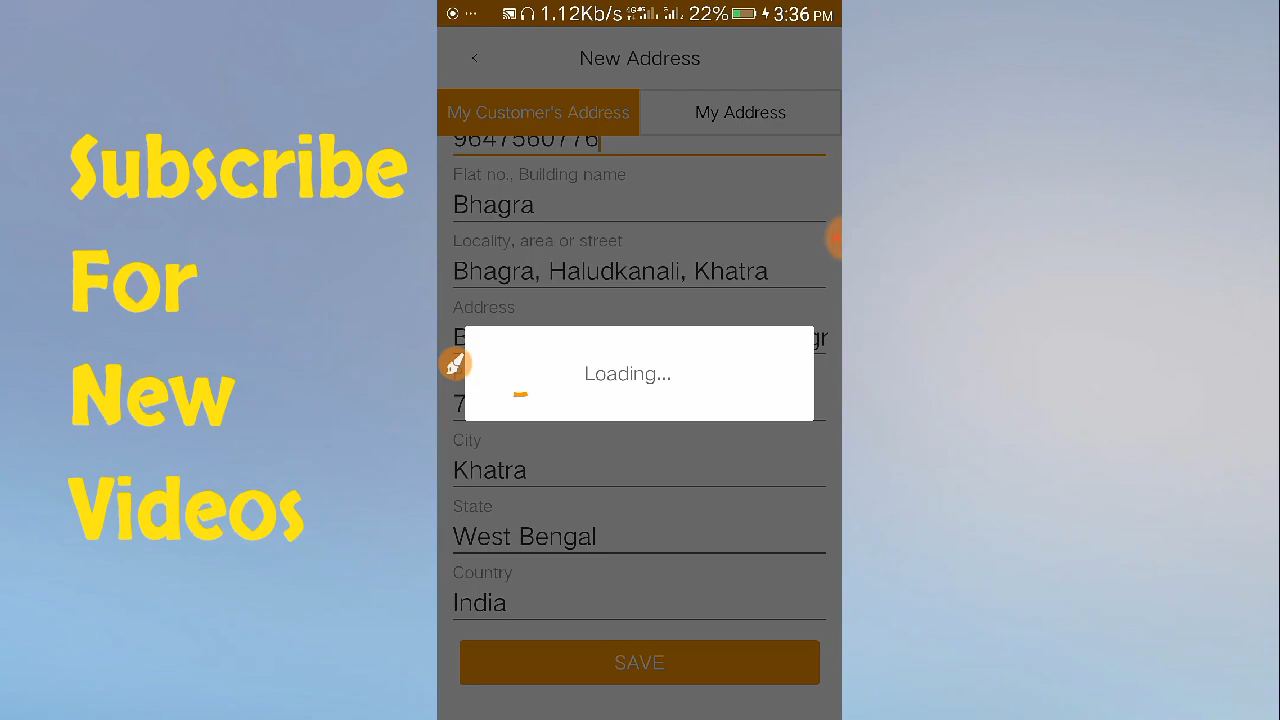 Subscribe
For
New
Videos
1.12Kb/s 4G 22% 3:36 PM
< New Address
My Customer's Address My Address
9647560776
Flat no., Building name
Bhagra
Locality, area or street
Bhagra, Haludkanali, Khatra
Address
Loading...
7
City
Khatra
State
West Bengal
Country
India
SAVE